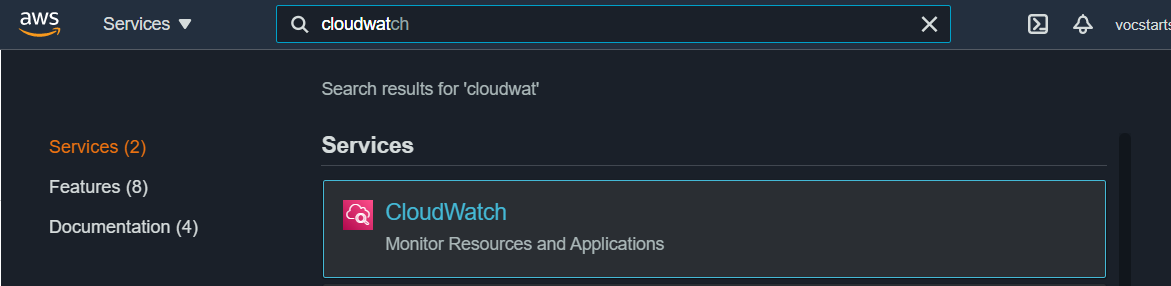 aws
Services ▼
cloudwatch
vocstarts
Search results for 'cloudwat'
Services (2)
Features (8)
Documentation (4)
Services
CloudWatch
Monitor Resources and Applications